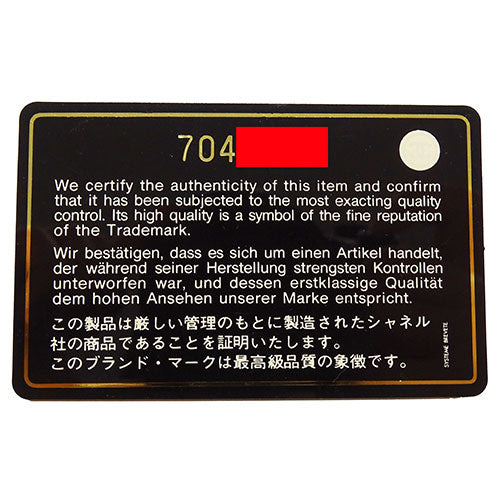 704
We certify the authenticity of this item and confirm
that it has been subjected to the most exacting quality
control. Its high quality is a symbol of the fine reputation
of the Trademark.
Wir bestätigen, dass es sich um einen Artikel handelt,
der während seiner Herstellung strengsten Kontrollen
unterworfen war, und dessen erstklassige Qualität
dem hohen Ansehen unserer Marke entspricht.
この製品は厳しい管理のもとに製造されたシャネル
社の商品であることを証明いたします。
このブランド・マークは最高級品質の象徴です。
SYSTEME BREVETE